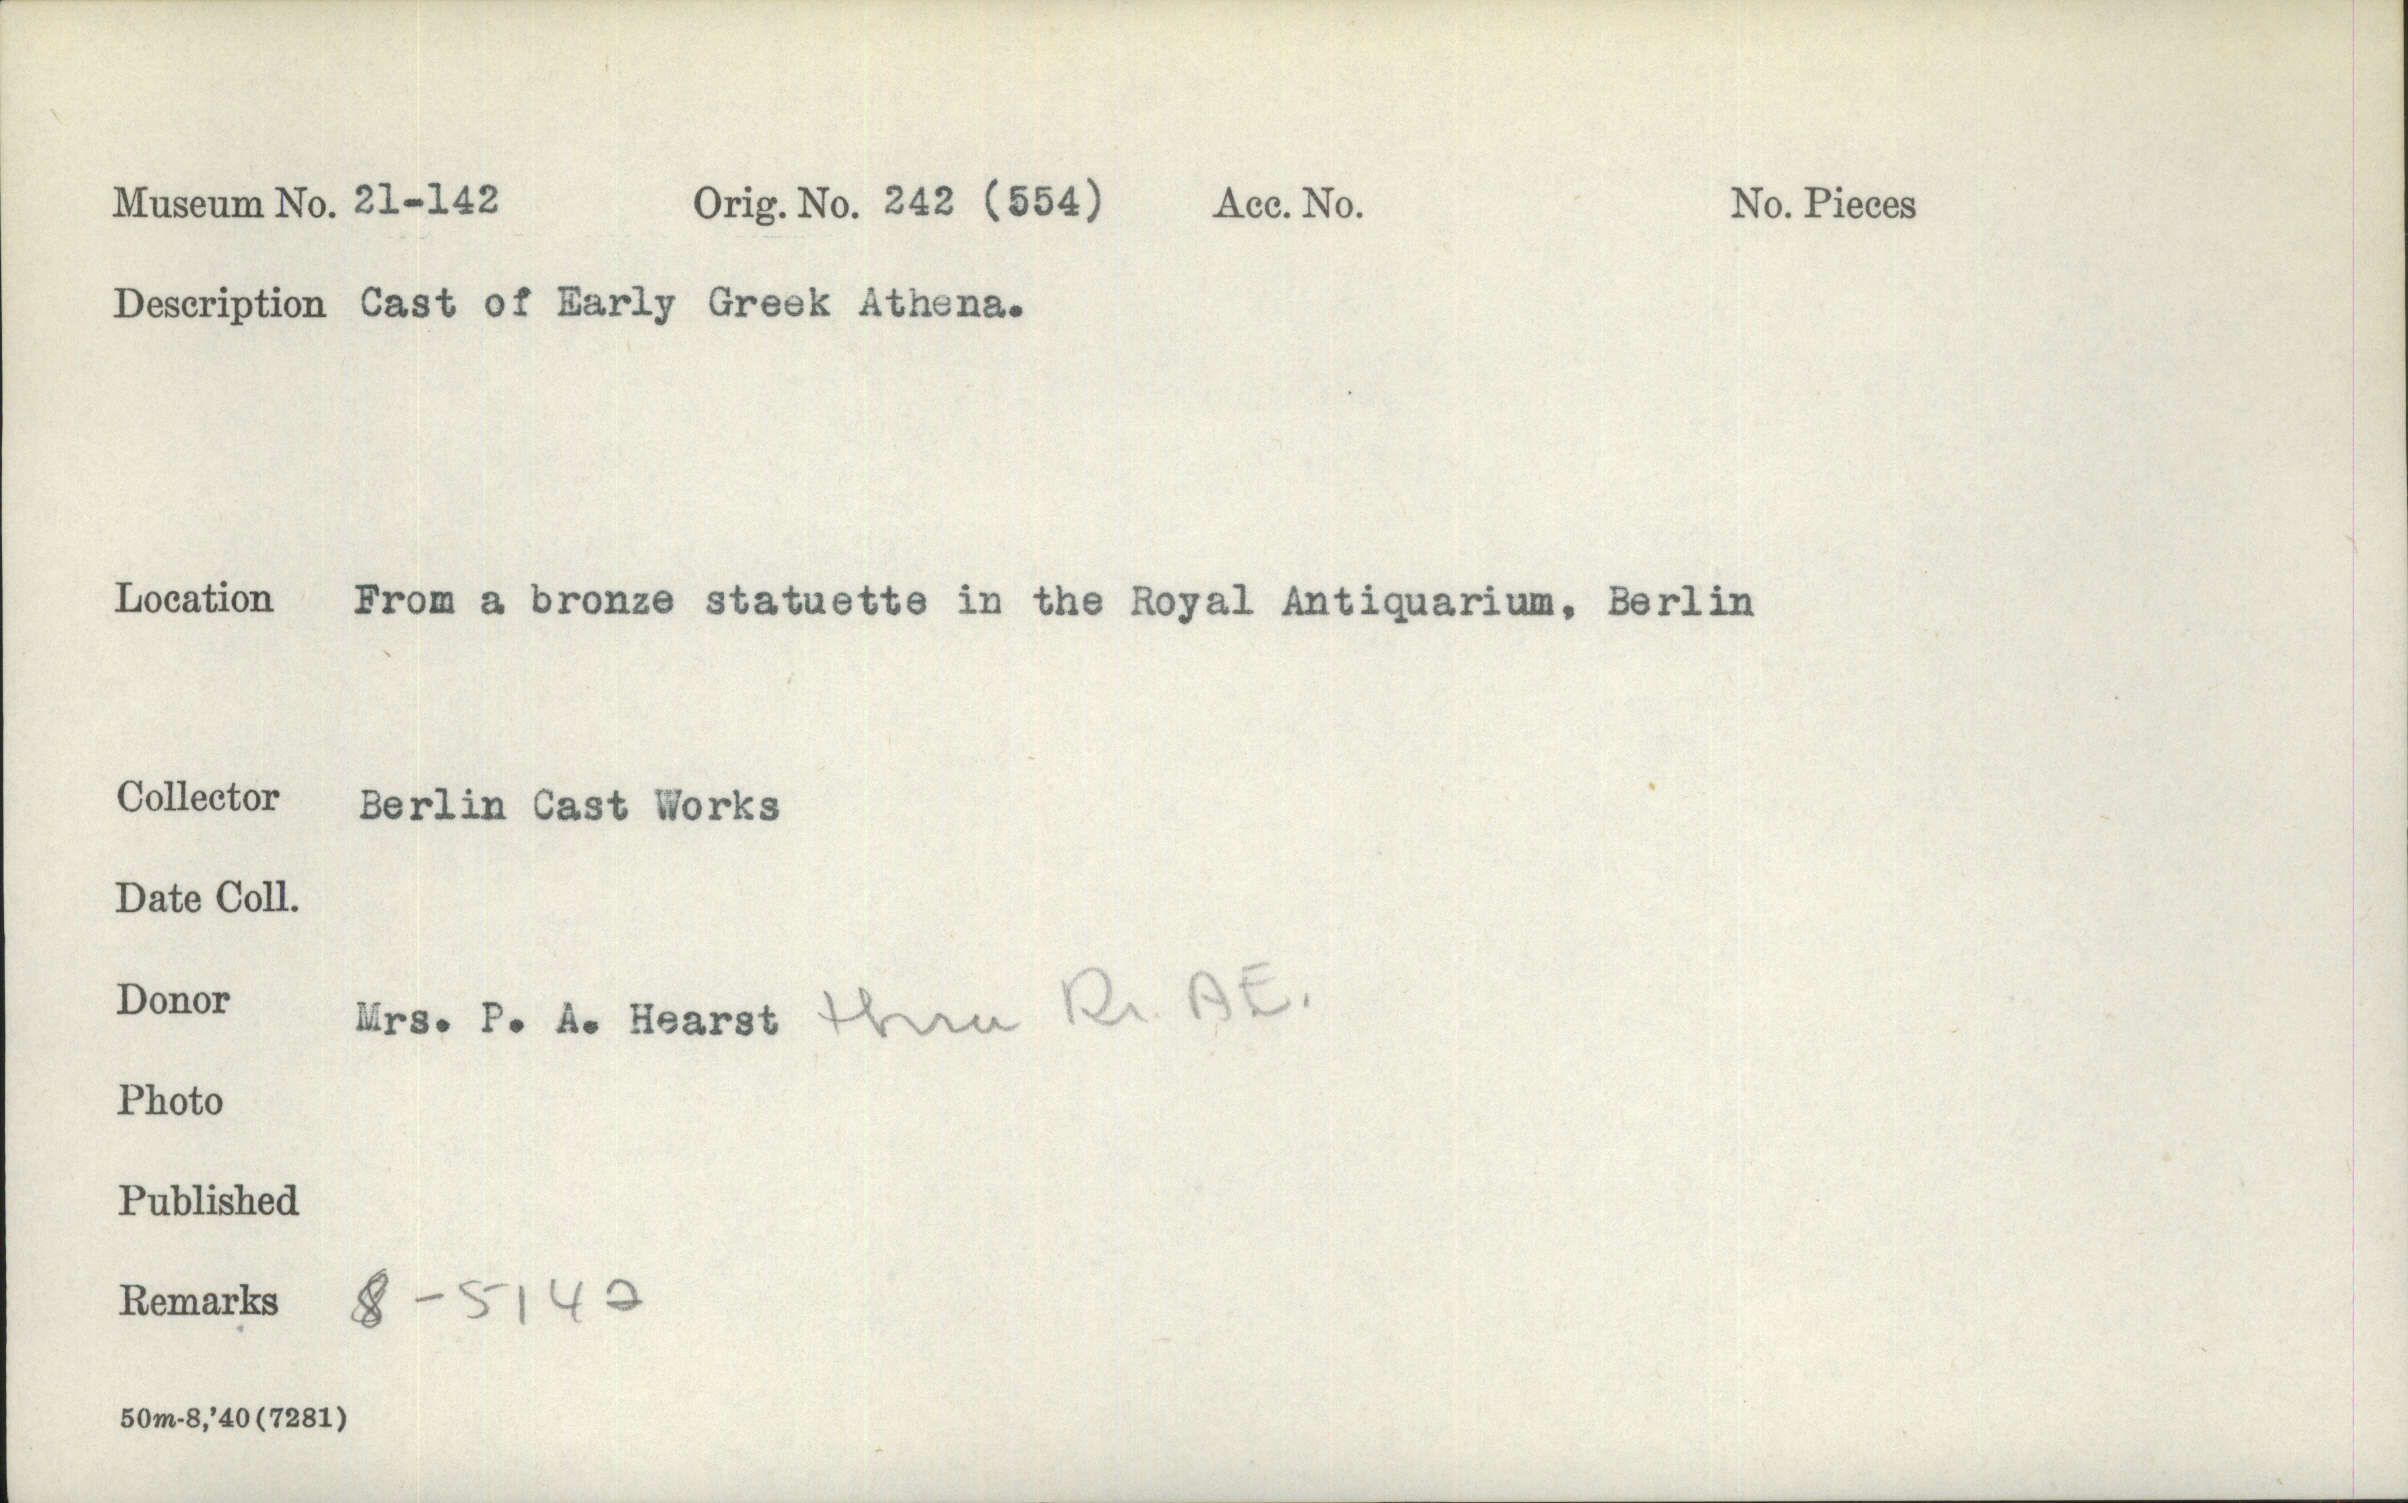 Museum No. 21-142 Orig. No. 242 (554) Acc. No. No. Pieces
Description Cast of Early Greek Athena.
Location From a bronze statuette in the Royal Antiquarium, Berlin
Collector Berlin Cast Works
Date Coll.
Donor Mrs. P. A. Hearst thru Dr. AE.
Photo
Published
Remarks 8-5142
50m-8,'40(7281)